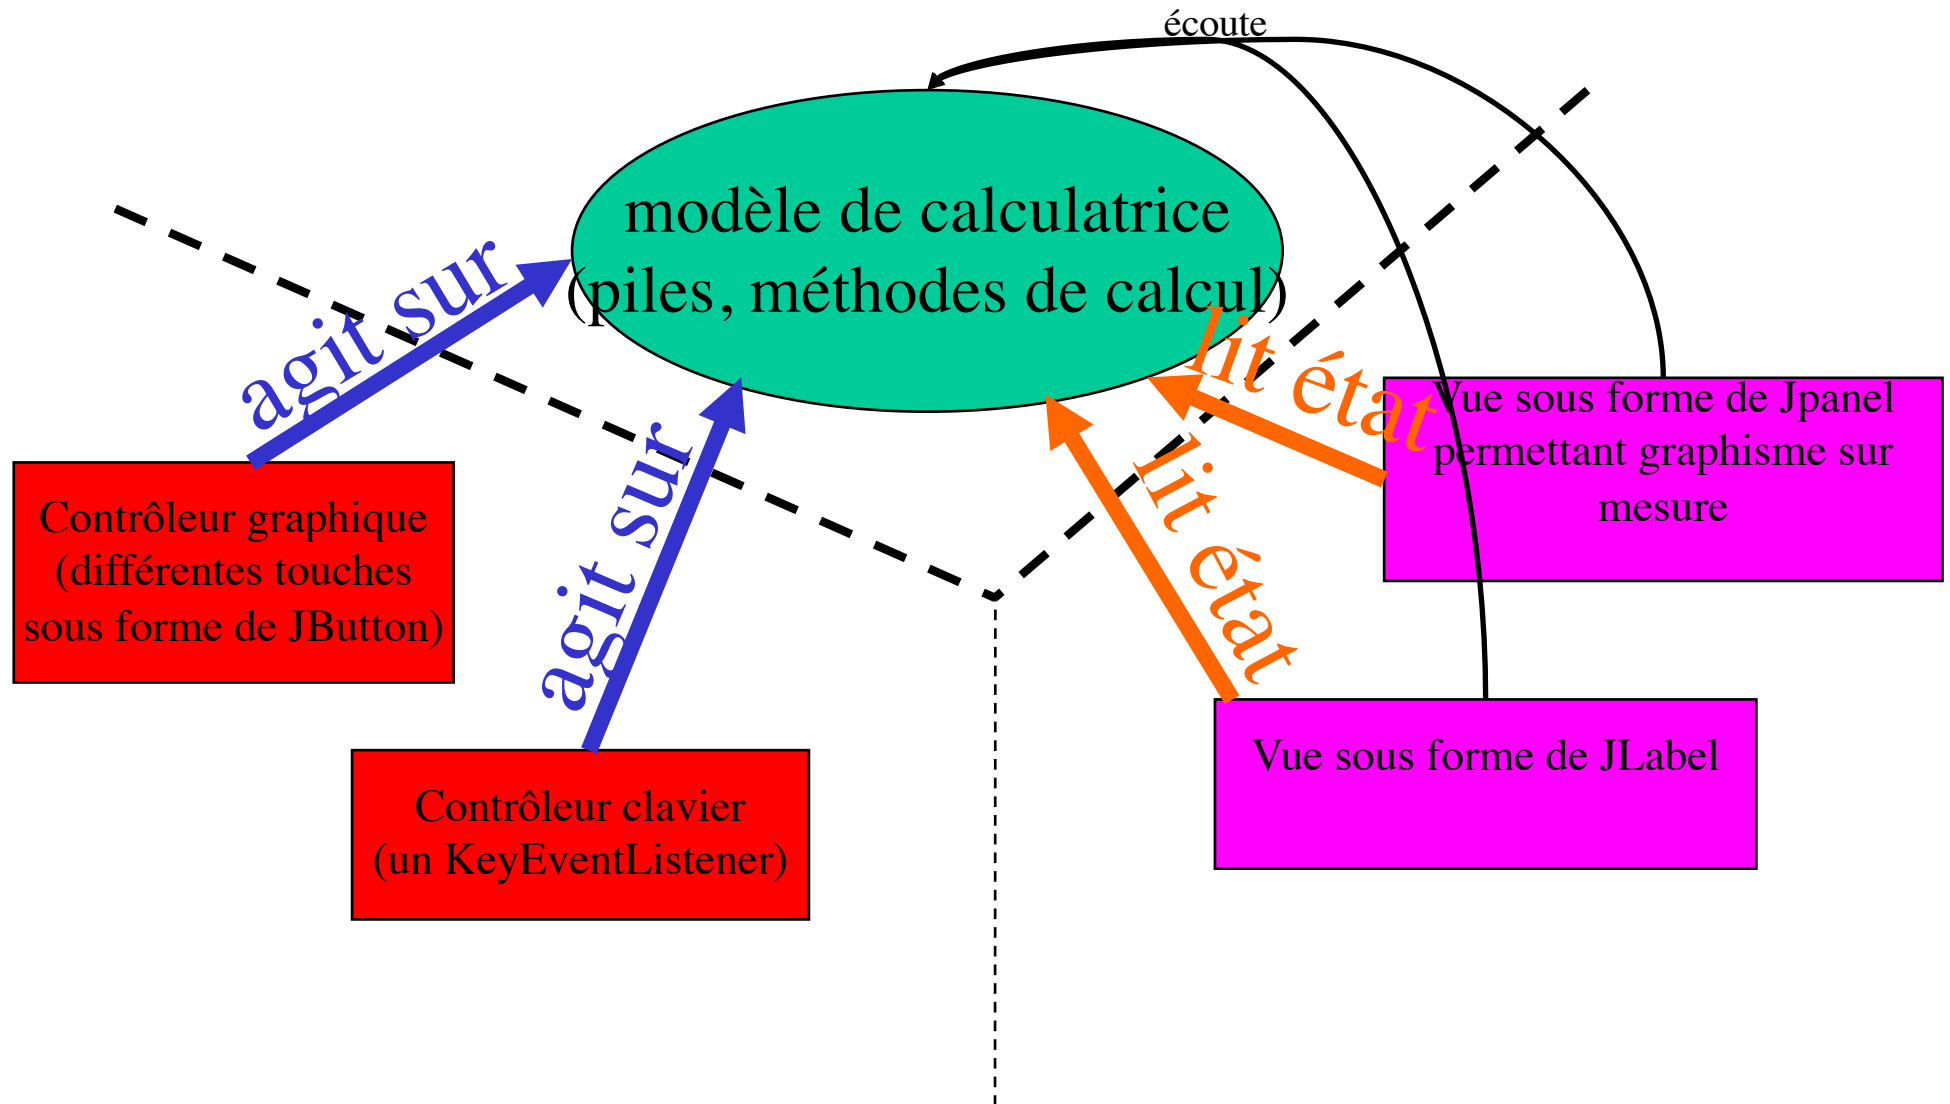 écoute
modèle de calculatrice
(piles, méthodes de calcul)
agit sur
agit sur
lit état
lit état
Vue sous forme de Jpanel
permettant graphisme sur
mesure
Contrôleur graphique
(différentes touches
sous forme de JButton)
Vue sous forme de JLabel
Contrôleur clavier
(un KeyEventListener)